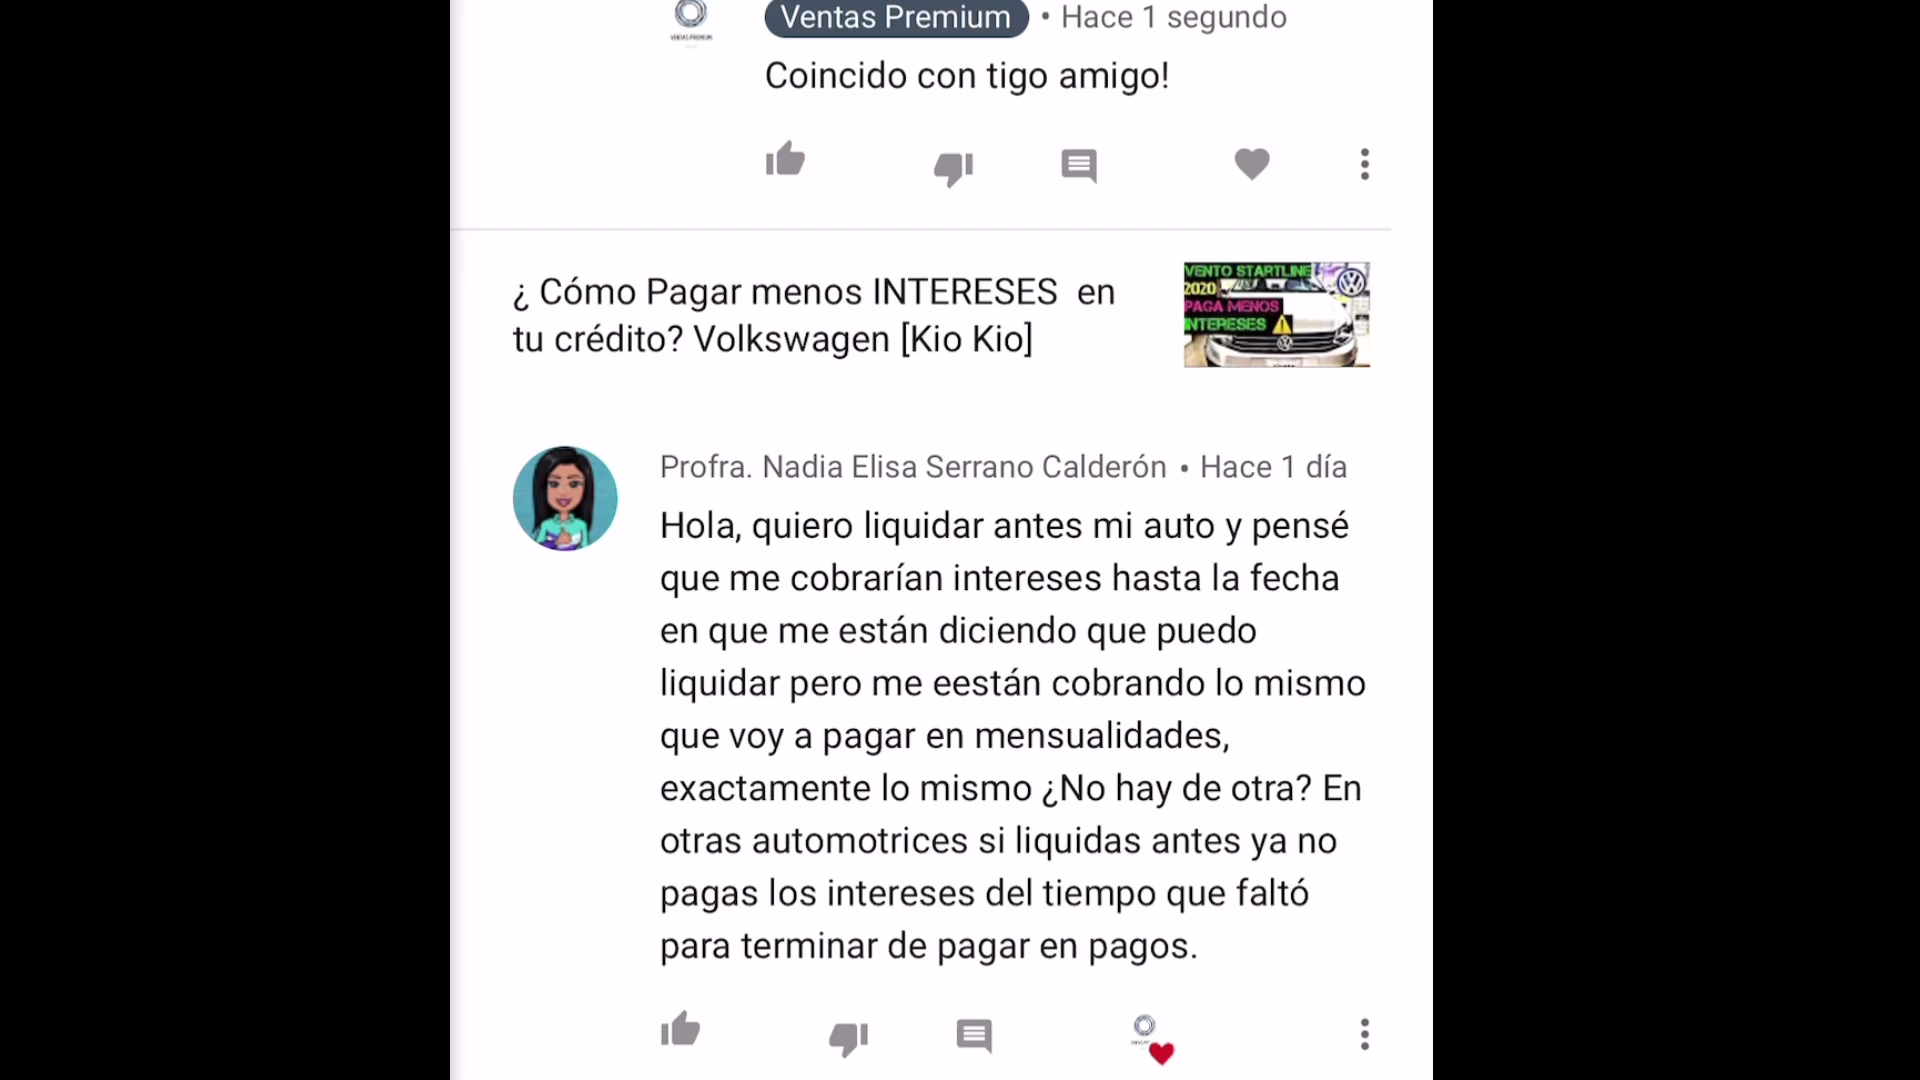 Ventas Premium • Hace 1 segundo
Coincido con tigo amigo!
¿ Cómo Pagar menos INTERESES en
tu crédito? Volkswagen [Kio Kio]
VENTO STARTLINE
2020
PAGA MENOS
INTERESES
Profra. Nadia Elisa Serrano Calderón • Hace 1 día
Hola, quiero liquidar antes mi auto y pensé
que me cobrarían intereses hasta la fecha
en que me están diciendo que puedo
liquidar pero me eestán cobrando lo mismo
que voy a pagar en mensualidades,
exactamente lo mismo ¿No hay de otra? En
otras automotrices si liquidas antes ya no
pagas los intereses del tiempo que faltó
para terminar de pagar en pagos.